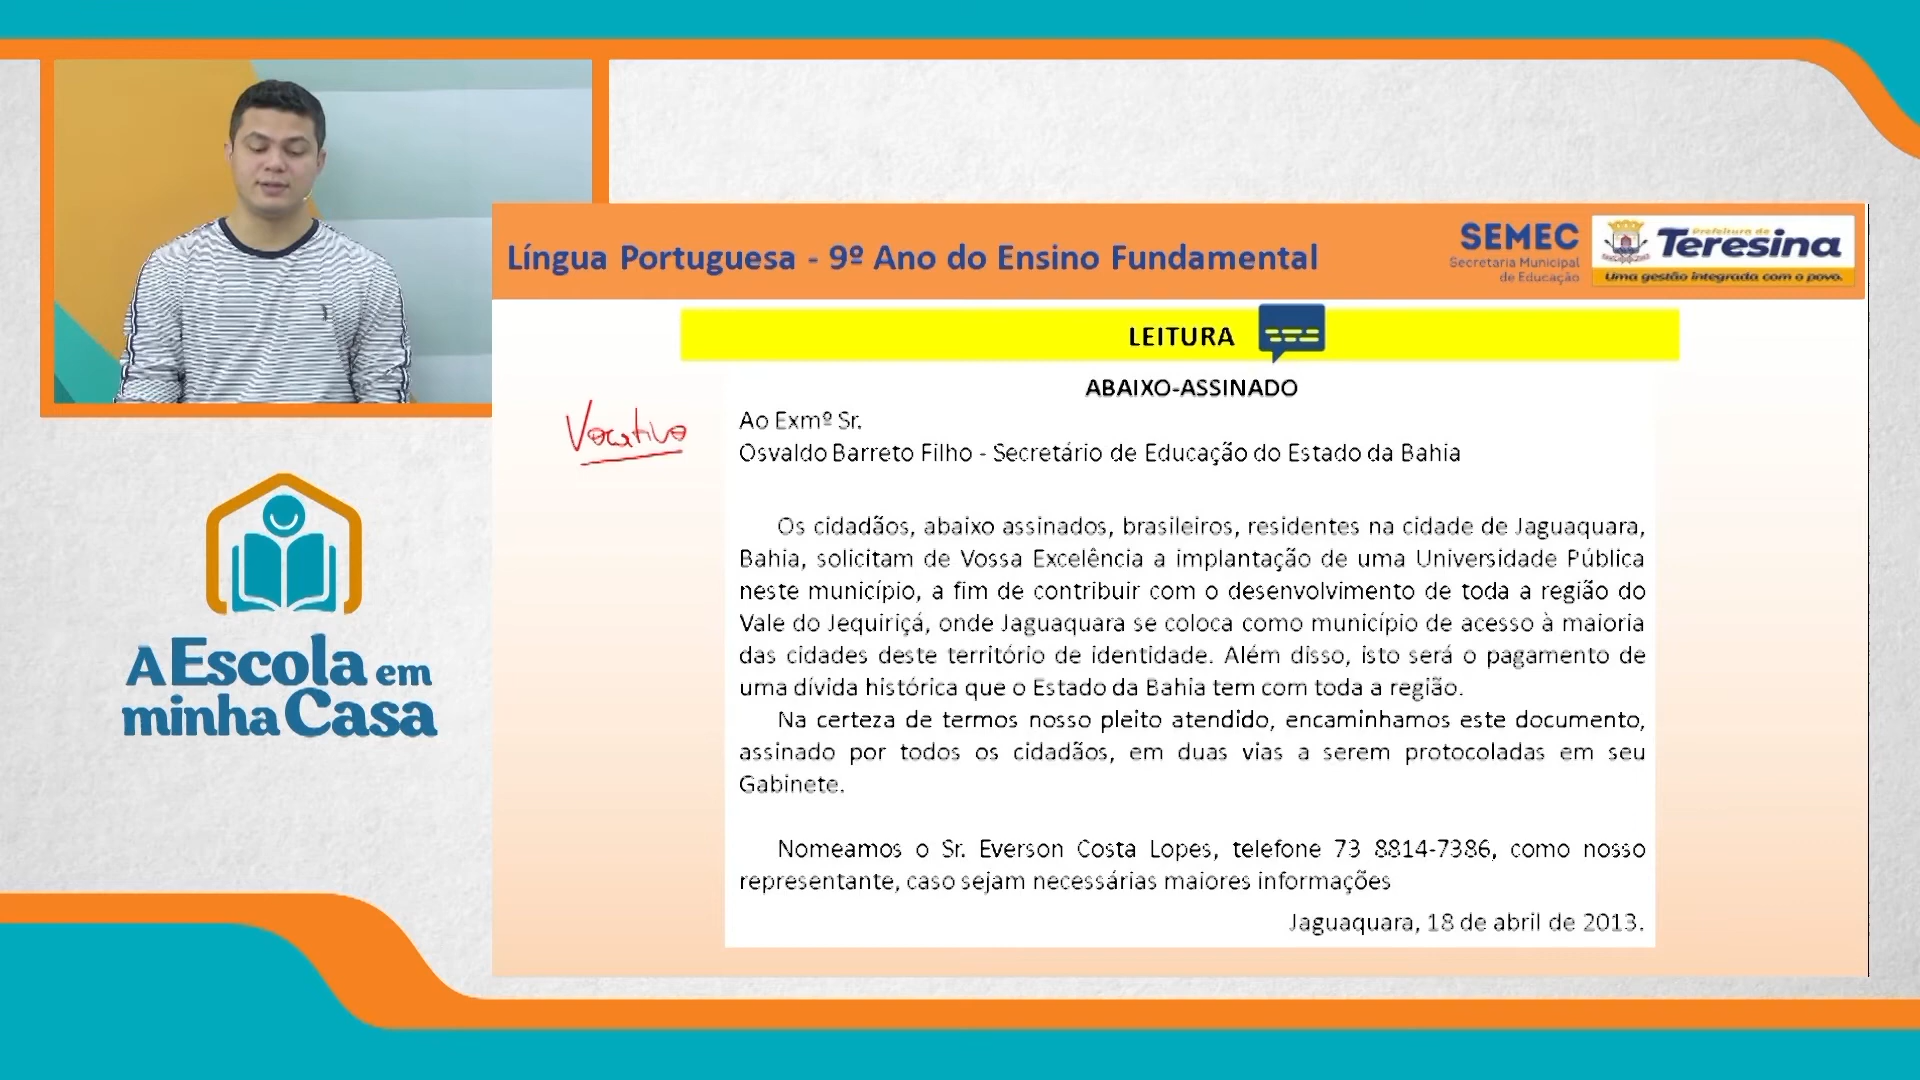 Língua Portuguesa - 9º Ano do Ensino Fundamental
SEMEC
Secretaria Municipal
de Educação
Prefeitura de
Teresina
Uma gestão integrada com o povo.
LEITURA
ABAIXO-ASSINADO
Vocativo
Ao Exmº Sr.
Osvaldo Barreto Filho - Secretário de Educação do Estado da Bahia
Os cidadãos, abaixo assinados, brasileiros, residentes na cidade de Jaguaquara,
Bahia, solicitam de Vossa Excelência a implantação de uma Universidade Pública
neste município, a fim de contribuir com o desenvolvimento de toda a região do
Vale do Jequiriçá, onde Jaguaquara se coloca como município de acesso à maioria
das cidades deste território de identidade. Além disso, isto será o pagamento de
uma dívida histórica que o Estado da Bahia tem com toda a região.
Na certeza de termos nosso pleito atendido, encaminhamos este documento,
assinado por todos os cidadãos, em duas vias a serem protocoladas em seu
Gabinete.
Nomeamos o Sr. Everson Costa Lopes, telefone 73 8814-7386, como nosso
representante, caso sejam necessárias maiores informações
Jaguaquara, 18 de abril de 2013.
A Escola em
minha Casa